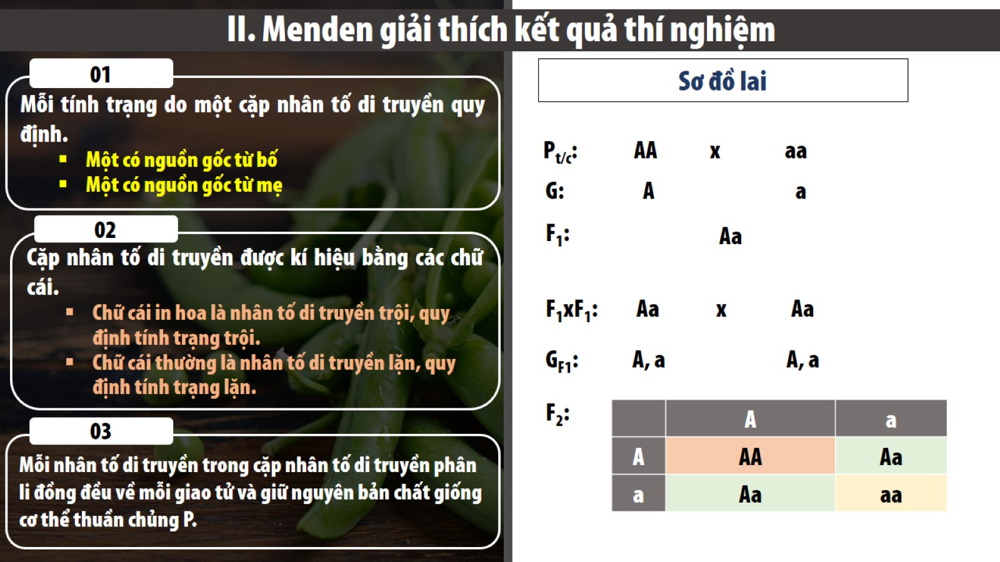 II. Menden giải thích kết quả thí nghiệm
01
Mỗi tính trạng do một cặp nhân tố di truyền quy
định.
▪ Một có nguồn gốc từ bố
▪ Một có nguồn gốc từ mẹ
02
Cặp nhân tố di truyền được kí hiệu bằng các chữ
cái.
▪ Chữ cái in hoa là nhân tố di truyền trội, quy
định tính trạng trội.
▪ Chữ cái thường là nhân tố di truyền lặn, quy
định tính trạng lặn.
03
Mỗi nhân tố di truyền trong cặp nhân tố di truyền phân
li đồng đều về mỗi giao tử và giữ nguyên bản chất giống
cơ thể thuần chủng P.
Sơ đồ lai
Pt/c: AA x aa
G: A a
F1: Aa
F1xF1: Aa x Aa
GF1: A, a A, a
F2:
A a
A AA Aa
a Aa aa